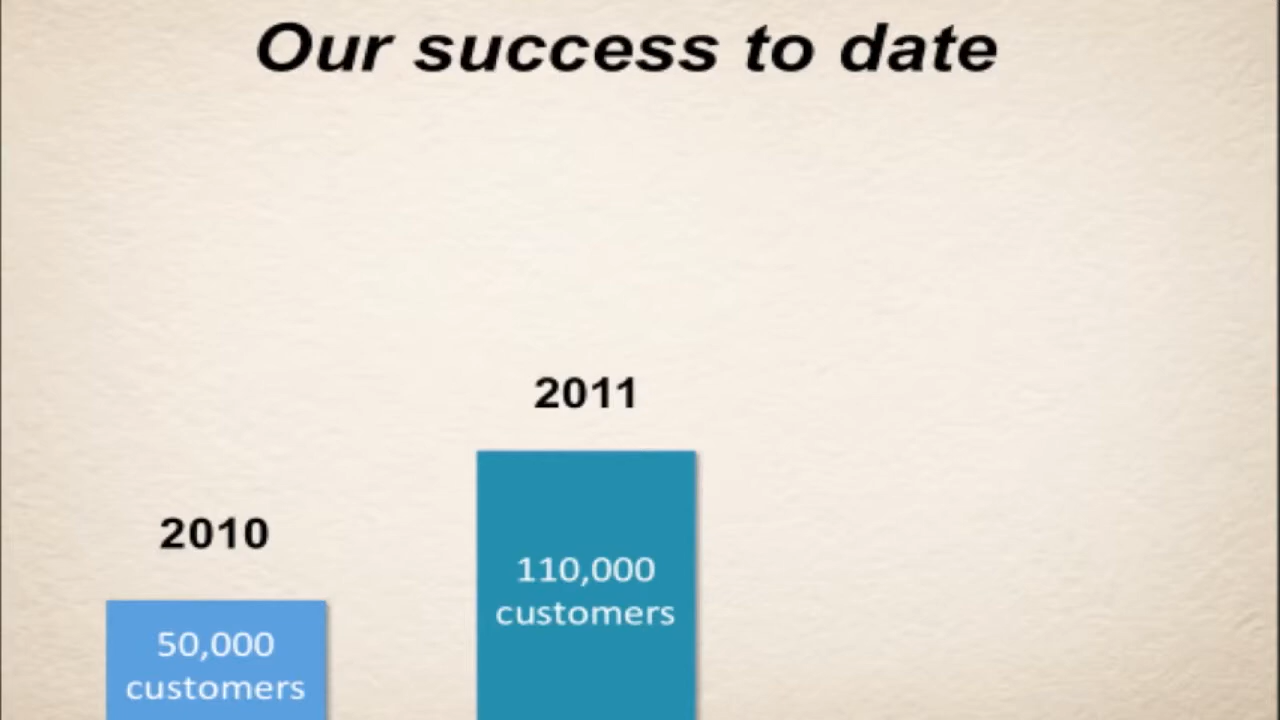 Our success to date
2011
2010
110,000
customers
50,000
customers